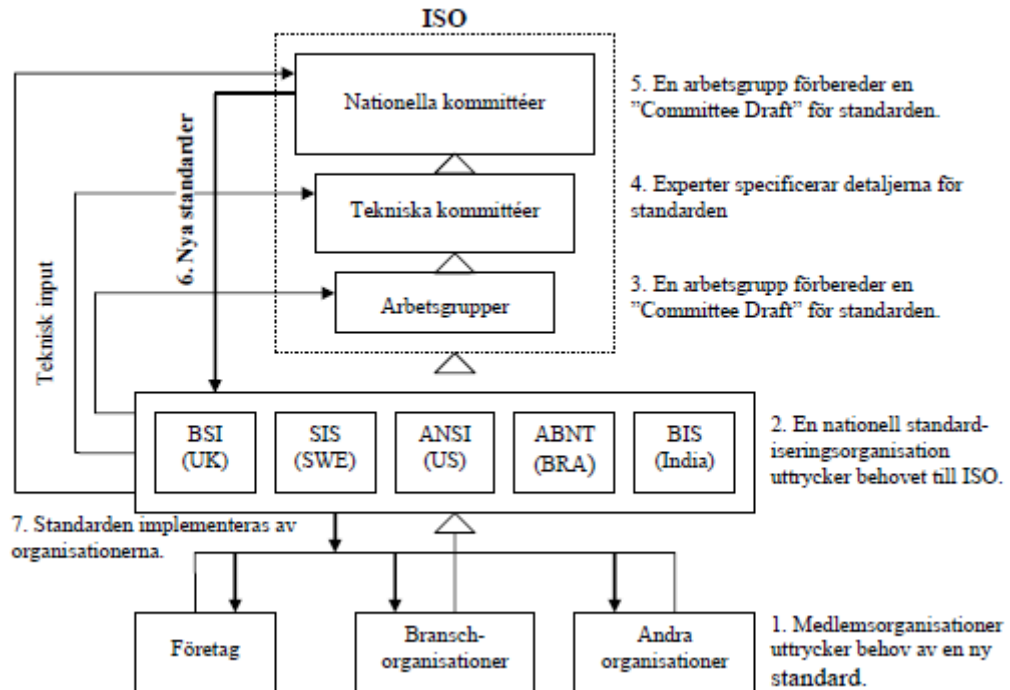 ISO
Nationella kommittéer
5. En arbetsgrupp förbereder en
”Committee Draft” för standarden.
6. Nya standarder
Tekniska kommittéer
4. Experter specificerar detaljerna för
standarden
Teknisk input
Arbetsgrupper
3. En arbetsgrupp förbereder en
”Committee Draft” för standarden.
BSI
(UK)
SIS
(SWE)
ANSI
(US)
ABNT
(BRA)
BIS
(India)
2. En nationell standard-
iseringsorganisation
uttrycker behovet till ISO.
7. Standarden implementeras av
organisationerna.
Företag
Bransch-
organisationer
Andra
organisationer
1. Medlemsorganisationer
uttrycker behov av en ny
standard.